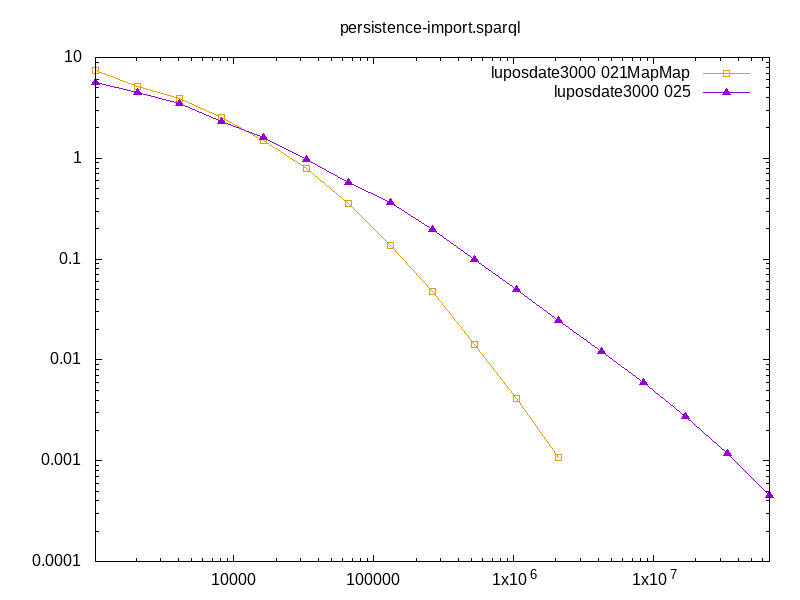 persistence-import.sparql
10
luposdate3000 021MapMap
luposdate3000 025
1
0.1
0.01
0.001
0.0001
10000 100000 1x10^6 1x10^7